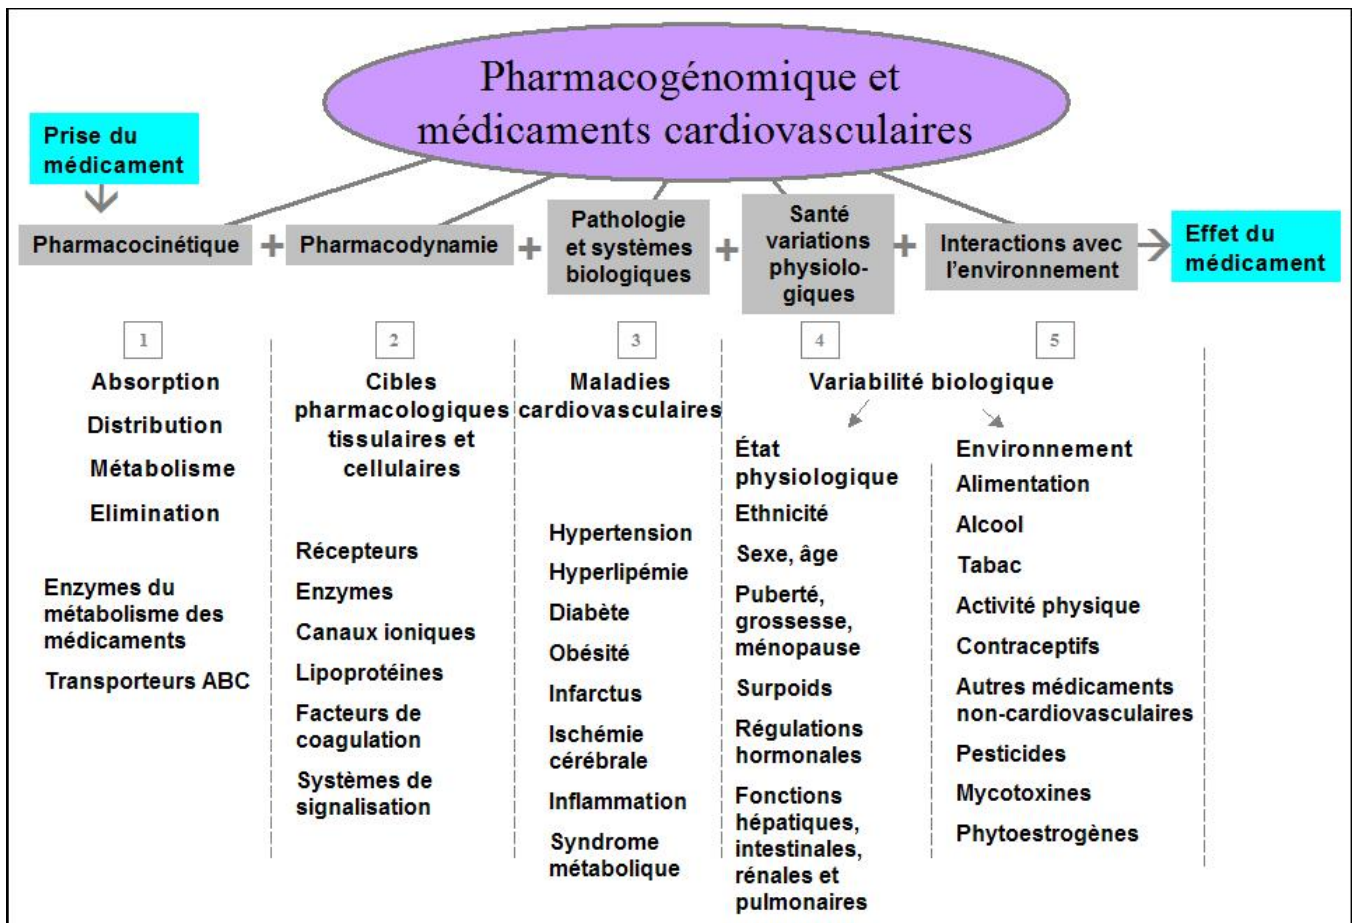 Pharmacogénomique et
médicaments cardiovasculaires
Prise du
médicament
Pharmacocinétique
+
Pharmacodynamie
+
Pathologie
et systèmes
biologiques
+
Santé
variations
physiolo-
giques
+
Interactions avec
l'environnement
Effet du
médicament
1
Absorption
Distribution
Métabolisme
Elimination
Enzymes du
métabolisme des
médicaments
Transporteurs ABC
2
Cibles
pharmacologiques
tissulaires et
cellulaires
Récepteurs
Enzymes
Canaux ioniques
Lipoprotéines
Facteurs de
coagulation
Systèmes de
signalisation
3
Maladies
cardiovasculaires
Hypertension
Hyperlipémie
Diabète
Obésité
Infarctus
Ischémie
cérébrale
Inflammation
Syndrome
métabolique
4
5
Variabilité biologique
État
physiologique
Ethnicité
Sexe, âge
Puberté,
grossesse,
ménopause
Surpoids
Régulations
hormonales
Fonctions
hépatiques,
intestinales,
rénales et
pulmonaires
Environnement
Alimentation
Alcool
Tabac
Activité physique
Contraceptifs
Autres médicaments
non-cardiovasculaires
Pesticides
Mycotoxines
Phytoestrogènes